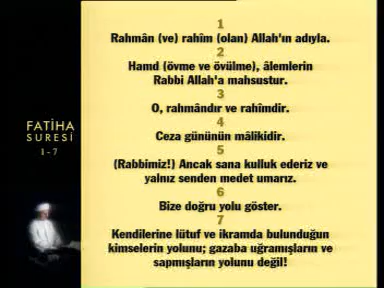 FATİHA
SURESİ
1-7
1
Rahmân (ve) rahîm (olan) Allah'ın adıyla.
2
Hamd (övme ve övülme), âlemlerin
Rabbi Allah'a mahsustur.
3
O, rahmândır ve rahîmdir.
4
Ceza gününün mâlikidir.
5
(Rabbimiz!) Ancak sana kulluk ederiz ve
yalnız senden medet umarız.
6
Bize doğru yolu göster.
7
Kendilerine lütuf ve ikramda bulunduğun
kimselerin yolunu; gazaba uğramışların ve
sapmışların yolunu değil!